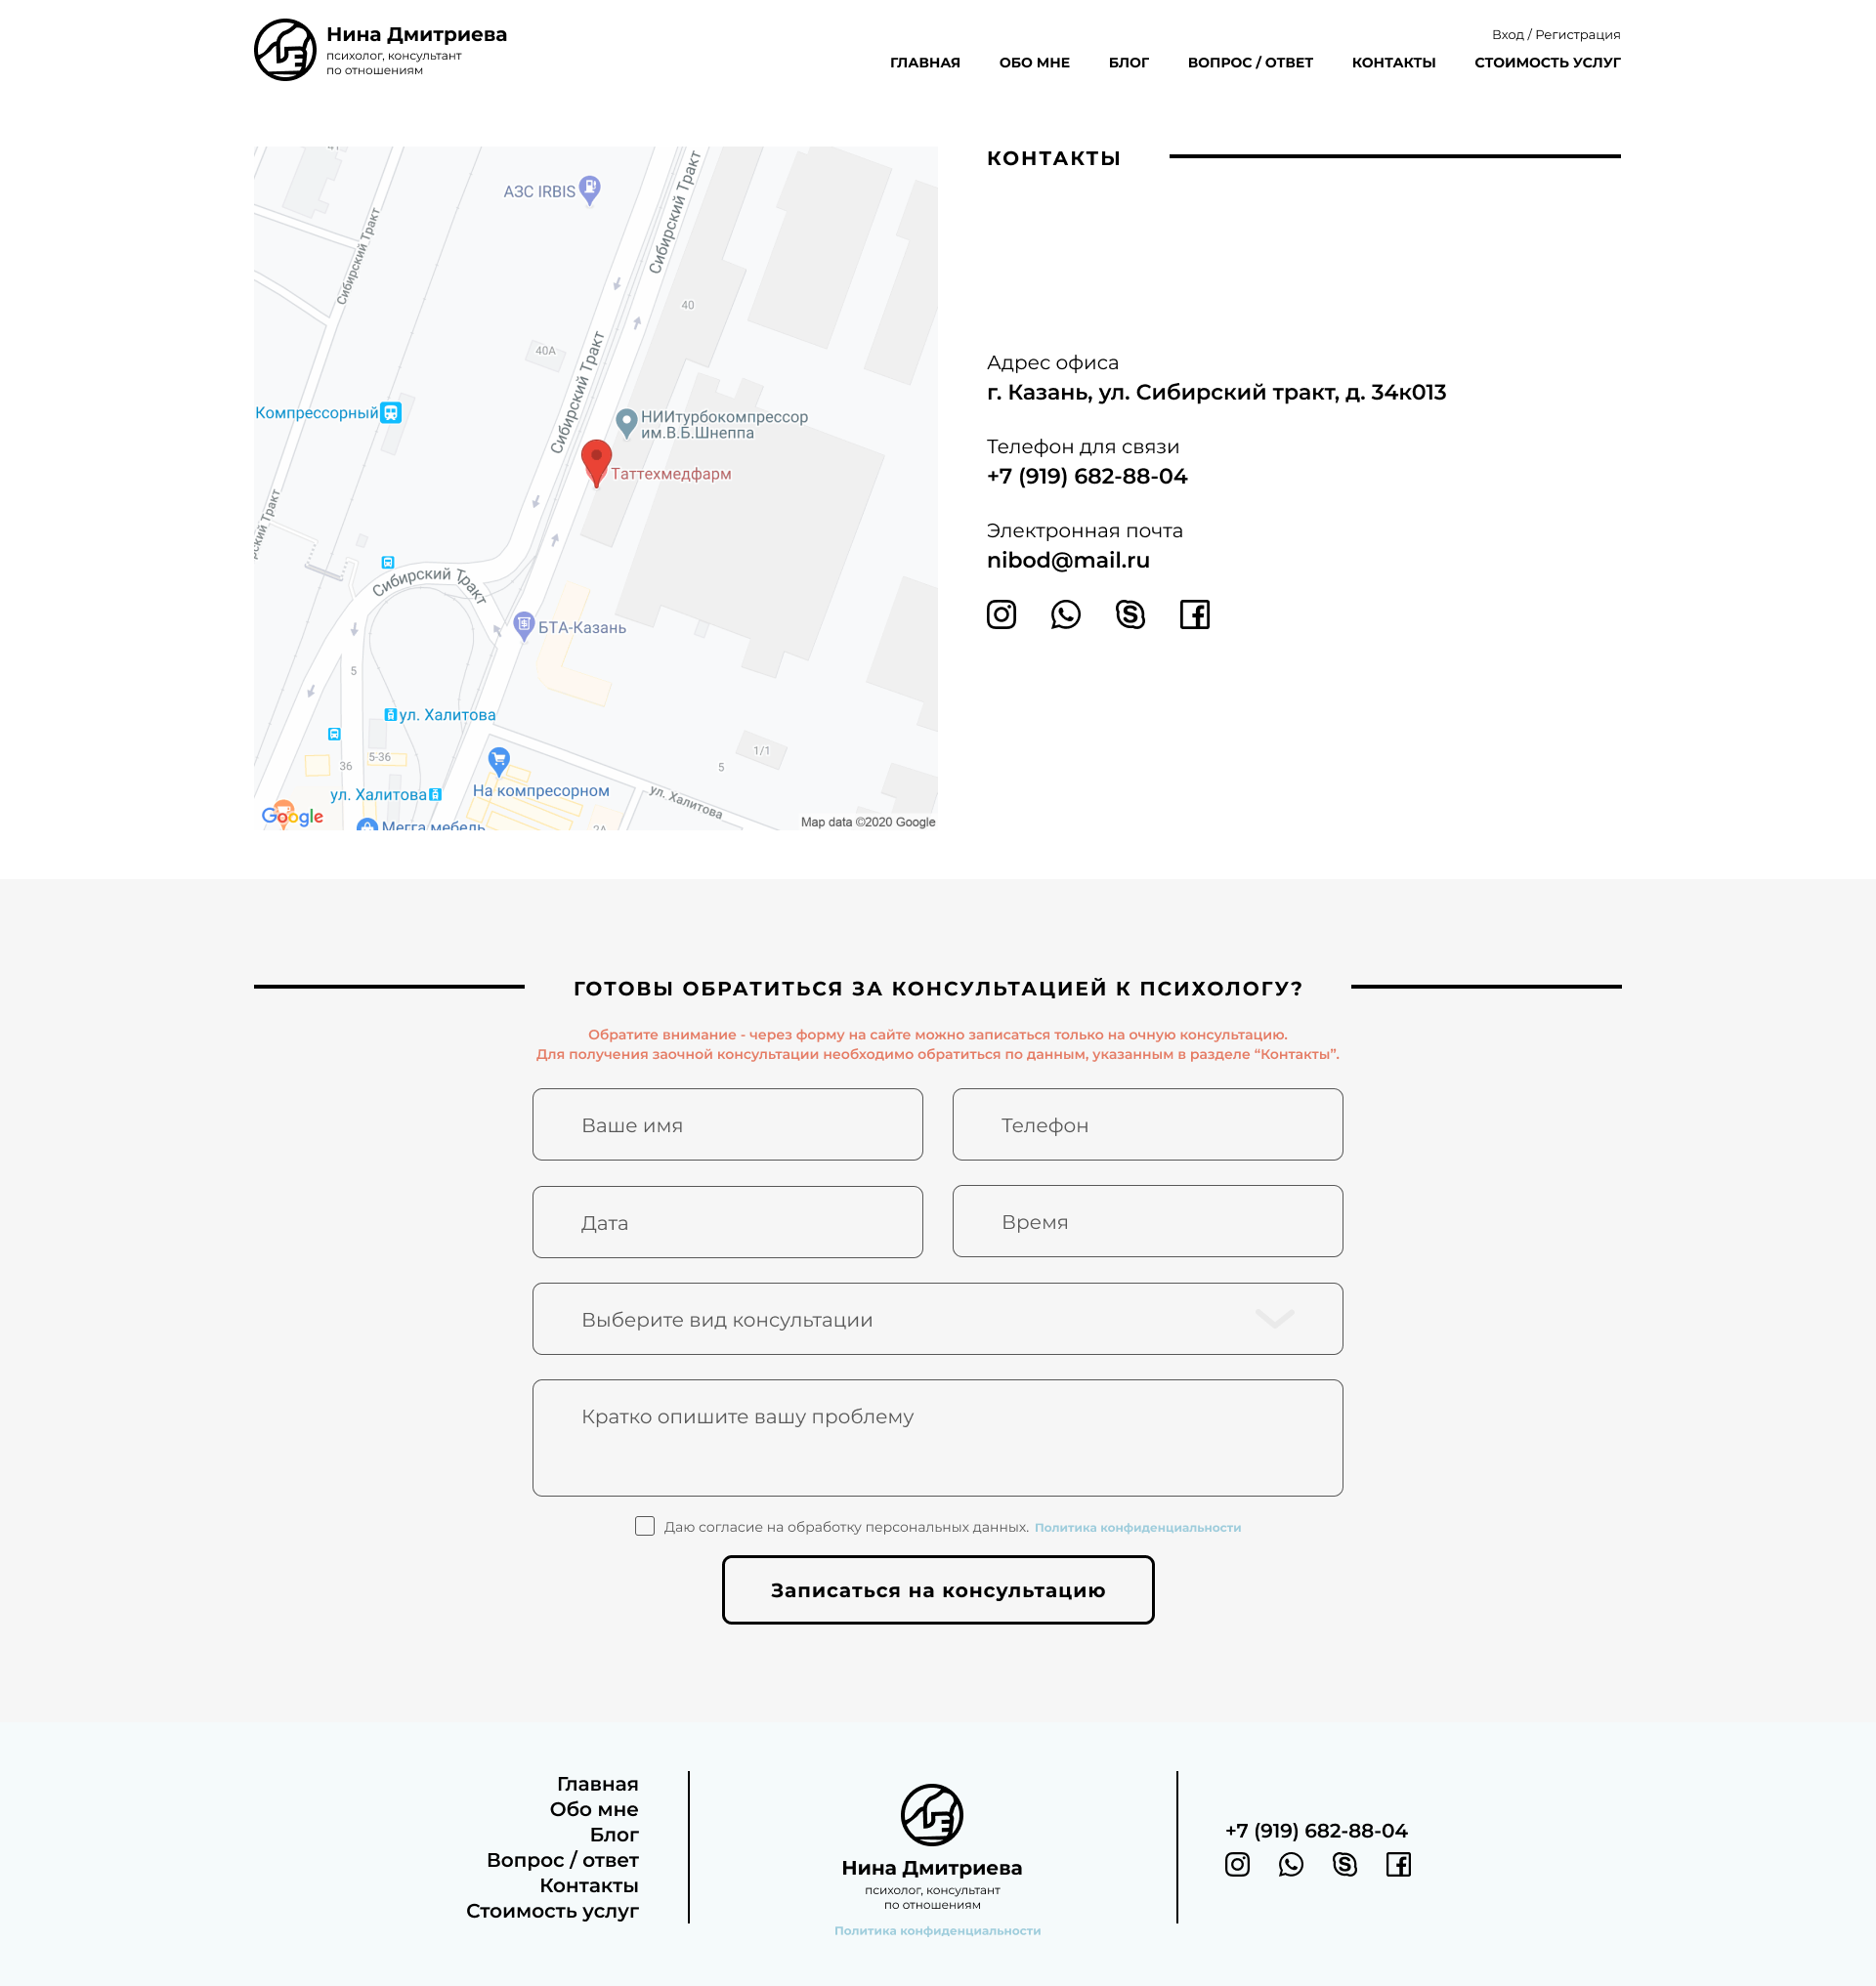 Нина Дмитриева
психолог, консультант
по отношениям
Вход / Регистрация
ГЛАВНАЯ
ОБО МНЕ
БЛОГ
ВОПРОС / ОТВЕТ
КОНТАКТЫ
СТОИМОСТЬ УСЛУГ
АЗС IRBIS
Сибирский Тракт
Сибирский Тракт
40
40А
Сибирский Тракт
Компрессорный
НИИтурбокомпрессор
им.В.Б.Шнеппа
Таттехмедфарм
рский Тракт
Сибирский Тракт
БТА-Казань
5
ул. Халитова
5-36
36
1/1
5
ул. Халитова
На компресорном
ул. Халитова
Google
Мегга мебель
2А
Map data ©2020 Google
КОНТАКТЫ
Адрес офиса
г. Казань, ул. Сибирский тракт, д. 34к013
Телефон для связи
+7 (919) 682-88-04
Электронная почта
nibod@mail.ru
ГОТОВЫ ОБРАТИТЬСЯ ЗА КОНСУЛЬТАЦИЕЙ К ПСИХОЛОГУ?
Обратите внимание - через форму на сайте можно записаться только на очную консультацию.
Для получения заочной консультации необходимо обратиться по данным, указанным в разделе “Контакты”.
Ваше имя
Телефон
Дата
Время
Выберите вид консультации
Кратко опишите вашу проблему
Даю согласие на обработку персональных данных. Политика конфиденциальности
Записаться на консультацию
Главная
Обо мне
Блог
Вопрос / ответ
Контакты
Стоимость услуг
Нина Дмитриева
психолог, консультант
по отношениям
Политика конфиденциальности
+7 (919) 682-88-04